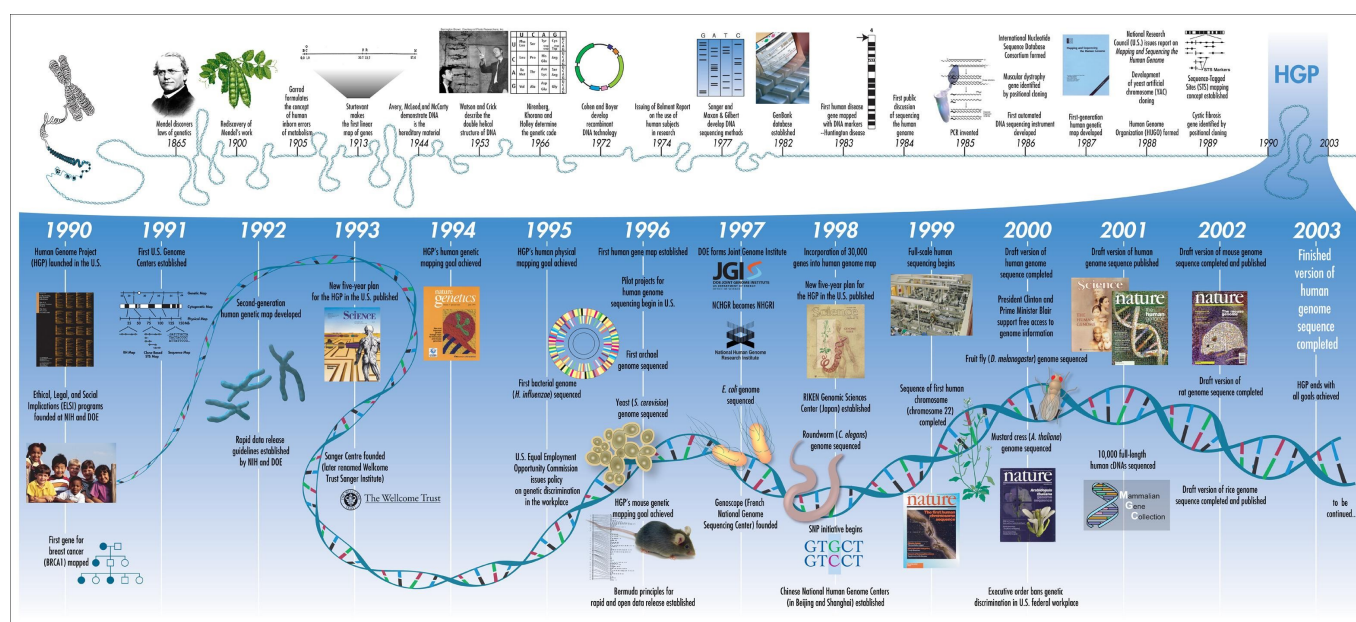 Mendel discovers
laws of genetics
1865
Rediscovery of
Mendel's work
1900
Garrod
formulates
the concept
of human
inborn errors
of metabolism
1905
Sturtevant
makes
the first
linear map
of genes
1913
Avery, McLeod, and McCarty
demonstrate DNA
is the
hereditary material
1944
Watson and Crick
describe the
double helical
structure of DNA
1953
Nirenberg,
Khorana and
Holley determine
the genetic code
1966
Cohen and Boyer
develop
recombinant
DNA technology
1972
Issuing of Belmont Report
on the use of
human subjects
in research
1974
G A T C
Sanger and
Maxam & Gilbert
develop DNA
sequencing methods
1977
GenBank
database
established
1982
4
First human disease
gene mapped
with DNA markers
–Huntington disease
1983
First public
discussion
of sequencing
the human
genome
1984
PCR invented
1985
International Nucleotide
Sequence Database
Consortium formed
Muscular dystrophy
gene identified
by positional cloning
First automated
DNA sequencing instrument
developed
1986
First-generation
human genetic
map developed
1987
National Research
Council (U.S.) issues report on
Mapping and Sequencing the
Human Genome
Development
of yeast artificial
chromosome (YAC)
cloning
Human Genome
Organization (HUGO) formed
1988
STS Markers
Sequence-Tagged
Sites (STS) mapping
concept established
Cystic fibrosis
gene identified by
positional cloning
1989
HGP
1990
2003
1990
Human Genome Project
(HGP) launched in the U.S.
Ethical, Legal, and Social
Implications (ELSI) programs
founded at NIH and DOE
First gene for
breast cancer
(BRCA1) mapped
1991
First U.S. Genome
Centers established
Genetic Map
Cytogenetic Map
Physical Map
Sequence Map
1992
Second-generation
human genetic map developed
Rapid data release
guidelines established
by NIH and DOE
1993
New five-year plan
for the HGP in the U.S. published
SCIENCE
Sanger Centre founded
(later renamed Wellcome
Trust Sanger Institute)
The Wellcome Trust
1994
HGP's human genetic
mapping goal achieved
nature
genetics
1995
HGP's human physical
mapping goal achieved
First bacterial genome
(H. influenzae) sequenced
U.S. Equal Employment
Opportunity Commission
issues policy
on genetic discrimination
in the workplace
1996
First human gene map established
Pilot projects for
human genome
sequencing begin in U.S.
First archaeal
genome sequenced
Yeast (S. cerevisiae)
genome sequenced
HGP's mouse genetic
mapping goal achieved
Bermuda principles for
rapid and open data release established
1997
DOE forms Joint Genome Institute
JGI
DOE JOINT GENOME INSTITUTE
NCHGR becomes NHGRI
National Human Genome
Research Institute
E. coli genome
sequenced
Genoscope (French
National Genome
Sequencing Center) founded
1998
Incorporation of 30,000
genes into human genome map
New five-year plan for
the HGP in the U.S. published
RIKEN Genomic Sciences
Center (Japan) established
Roundworm (C. elegans)
genome sequenced
SNP initiative begins
GTGCT
GTCCT
Chinese National Human Genome Centers
(in Beijing and Shanghai) established
1999
Full-scale human
sequencing begins
Sequence of first human
chromosome
(chromosome 22)
completed
nature
2000
Draft version of
human genome
sequence completed
President Clinton and
Prime Minister Blair
support free access to
genome information
Fruit fly (D. melanogaster) genome sequenced
Mustard cress (A. thaliana)
genome sequenced
nature
Executive order bans genetic
discrimination in U.S. federal workplace
2001
Draft version of human
genome sequence published
Science
nature
10,000 full-length
human cDNAs sequenced
Mammalian
Gene
Collection
2002
Draft version of mouse genome
sequence completed and published
nature
Draft version of
rat genome sequence completed
Draft version of rice genome
sequence completed and published
2003
Finished
version of
human
genome
sequence
completed
HGP ends with
all goals achieved
to be
continued...